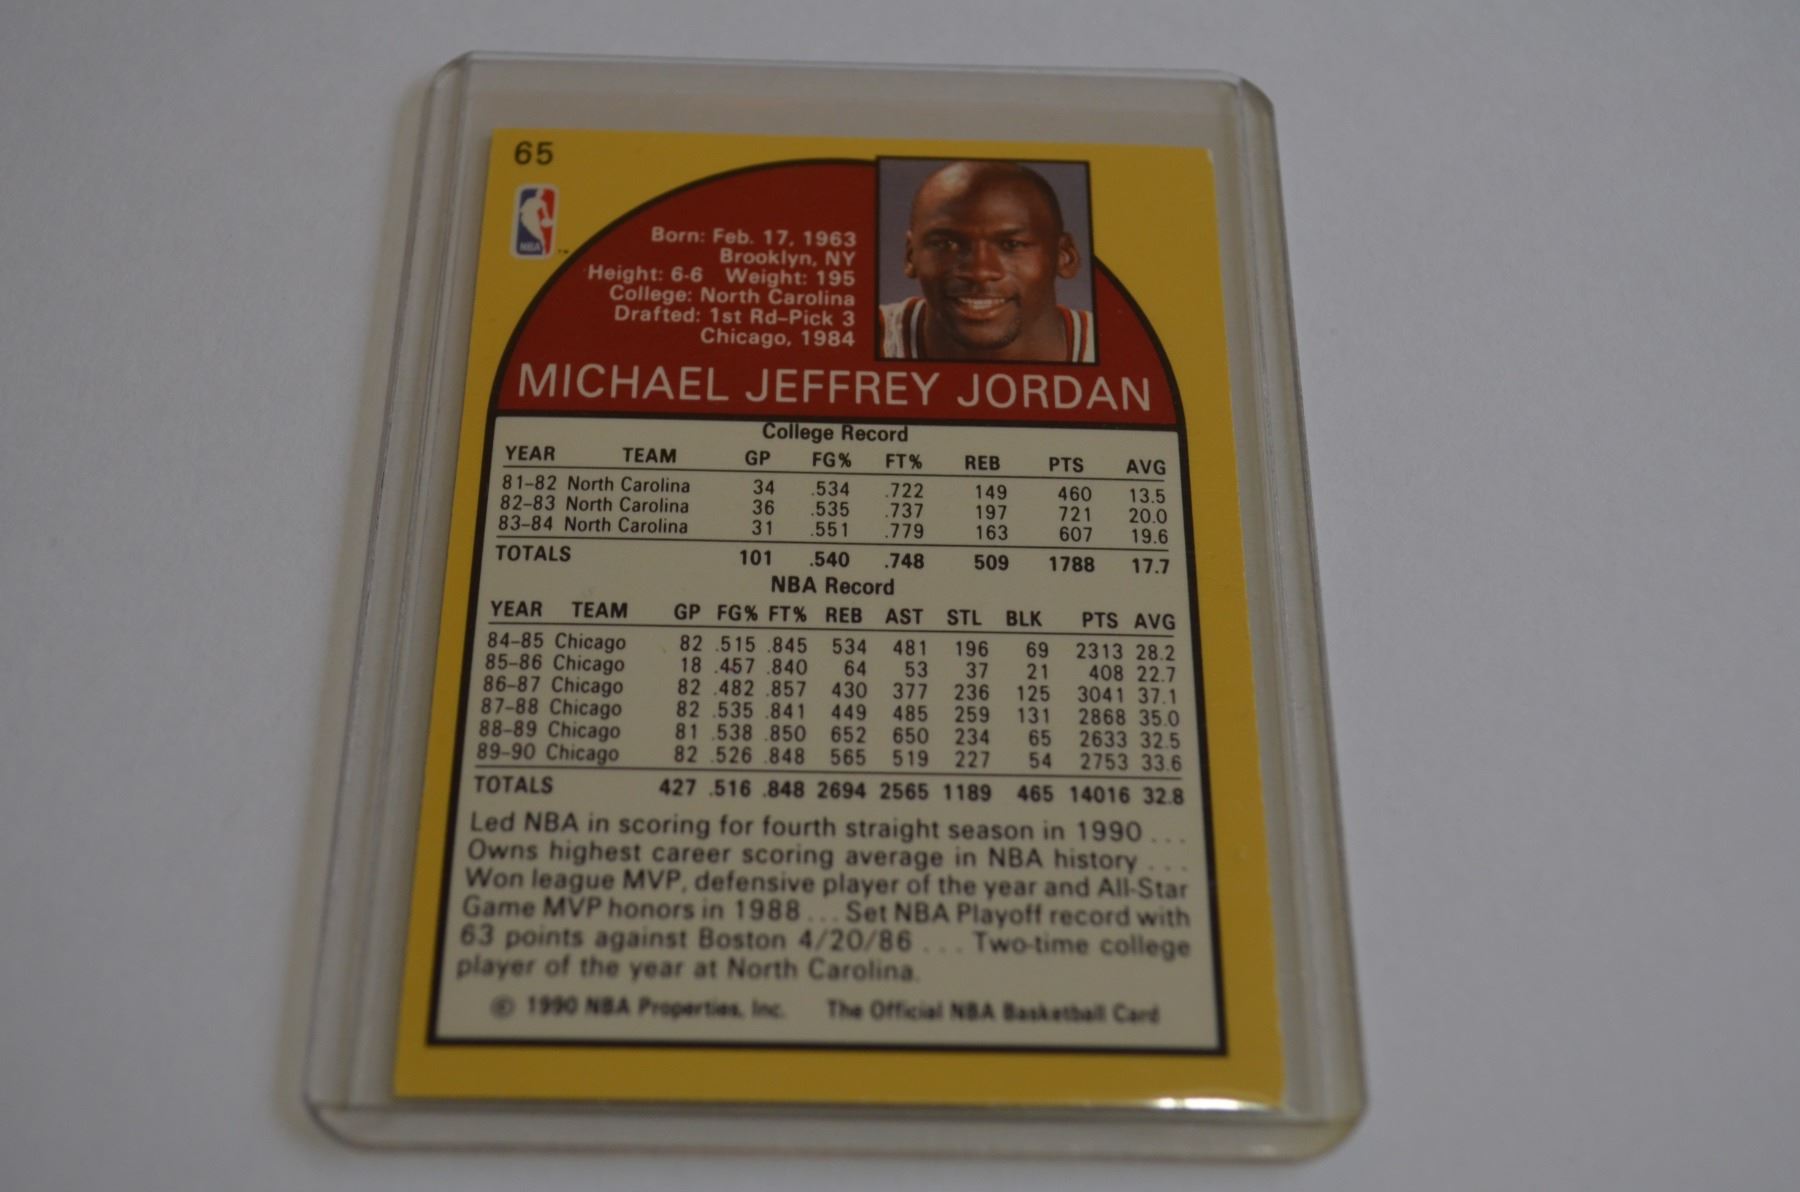 65
NBA
Born: Feb. 17, 1963
Brooklyn, NY
Height: 6-6 Weight: 195
College: North Carolina
Drafted: 1st Rd–Pick 3
Chicago, 1984
MICHAEL JEFFREY JORDAN
College Record
YEAR TEAM GP FG% FT% REB PTS AVG
81–82 North Carolina 34 .534 .722 149 460 13.5
82–83 North Carolina 36 .535 .737 197 721 20.0
83–84 North Carolina 31 .551 .779 163 607 19.6
TOTALS 101 .540 .748 509 1788 17.7
NBA Record
YEAR TEAM GP FG% FT% REB AST STL BLK PTS AVG
84–85 Chicago 82 .515 .845 534 481 196 69 2313 28.2
85–86 Chicago 18 .457 .840 64 53 37 21 408 22.7
86–87 Chicago 82 .482 .857 430 377 236 125 3041 37.1
87–88 Chicago 82 .535 .841 449 485 259 131 2868 35.0
88–89 Chicago 81 .538 .850 652 650 234 65 2633 32.5
89–90 Chicago 82 .526 .848 565 519 227 54 2753 33.6
TOTALS 427 .516 .848 2694 2565 1189 465 14016 32.8
Led NBA in scoring for fourth straight season in 1990 . . .
Owns highest career scoring average in NBA history . . .
Won league MVP, defensive player of the year and All-Star
Game MVP honors in 1988 . . . Set NBA Playoff record with
63 points against Boston 4/20/86 . . . Two-time college
player of the year at North Carolina.
© 1990 NBA Properties, Inc. The Official NBA Basketball Card